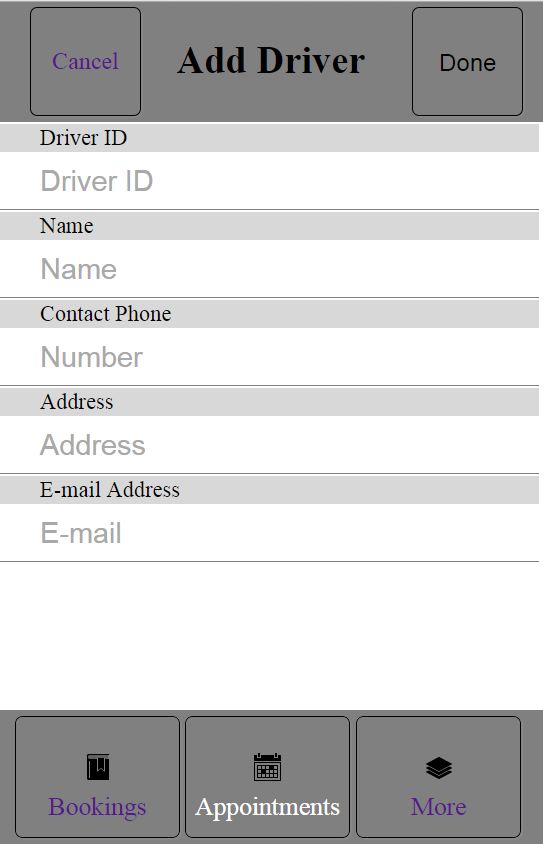 Cancel Add Driver Done
Driver ID
Driver ID
Name
Name
Contact Phone
Number
Address
Address
E-mail Address
E-mail
Bookings Appointments More